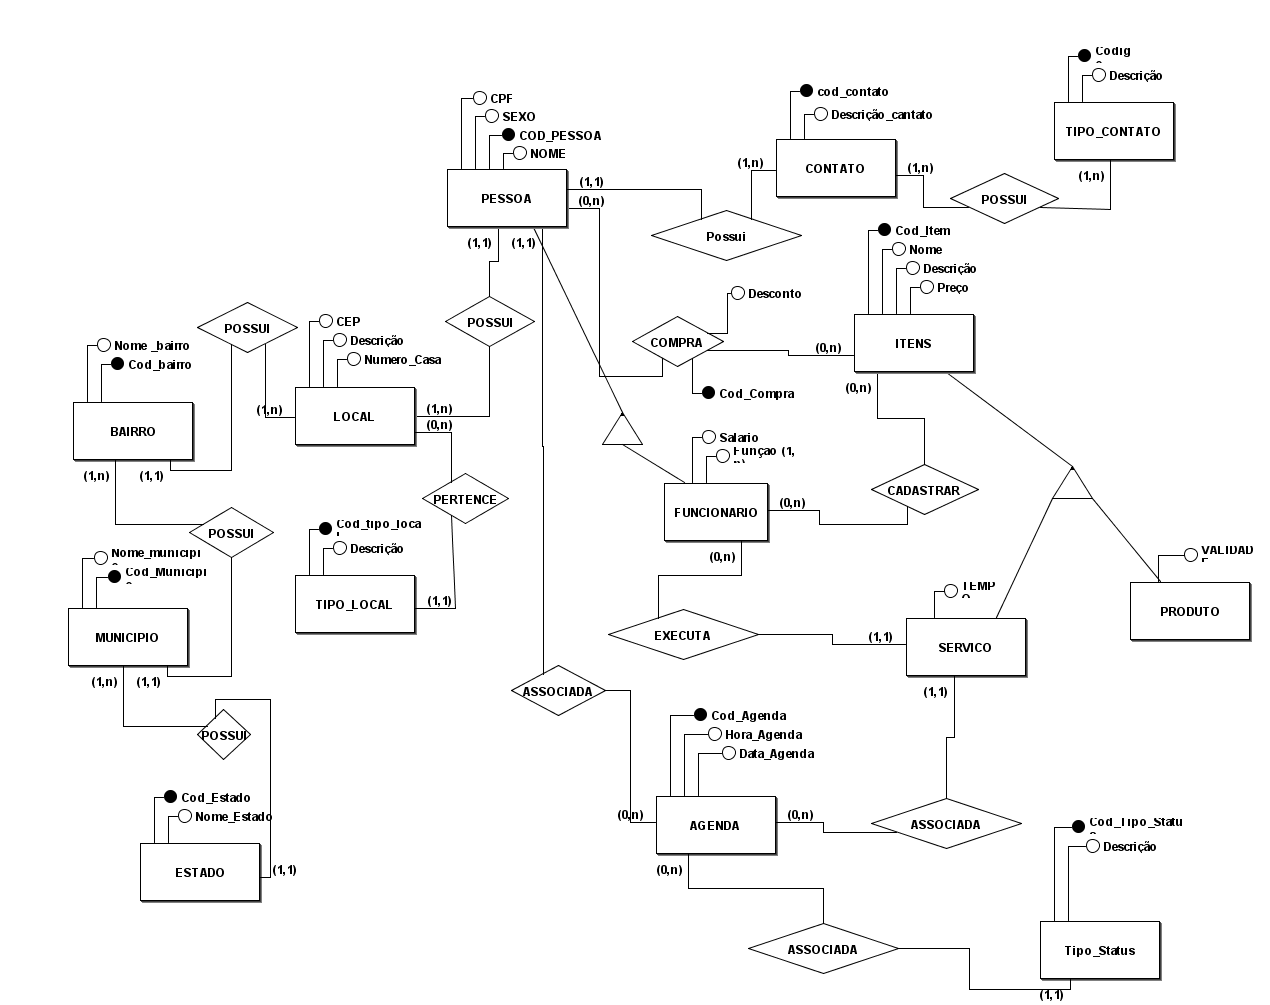 Codig
Descrição
TIPO_CONTATO
(1,n)
cod_contato
Descrição_cantato
CONTATO
(1,n)
(1,n)
POSSUI
CPF
SEXO
COD_PESSOA
NOME
PESSOA
(1,1)
(0,n)
(1,1)
(1,1)
Possui
Cod_Item
Nome
Descrição
Preço
ITENS
(0,n)
(0,n)
Desconto
COMPRA
Cod_Compra
POSSUI
POSSUI
CEP
Descrição
Numero_Casa
LOCAL
(1,n)
(1,n)
(0,n)
Nome_bairro
Cod_bairro
BAIRRO
(1,n)
(1,1)
PERTENCE
Salario
Função (1,
n)
FUNCIONARIO
(0,n)
(0,n)
CADASTRAR
POSSUI
Cod_tipo_loca
l
Descrição
TIPO_LOCAL
(1,1)
Nome_municipi
Cod_Municipi
MUNICIPIO
(1,n)
(1,1)
POSSUI
VALIDAD
E
PRODUTO
TEMP
O
SERVICO
(1,1)
(1,1)
EXECUTA
ASSOCIADA
Cod_Agenda
Hora_Agenda
Data_Agenda
AGENDA
(0,n)
(0,n)
(0,n)
ASSOCIADA
Cod_Estado
Nome_Estado
ESTADO
(1,1)
Cod_Tipo_Statu
Descrição
Tipo_Status
(1,1)
ASSOCIADA